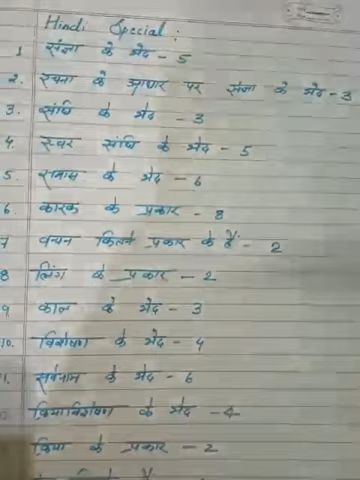 Hindi Special :
1 संज्ञा के भेद - 5
2. रचना के आधार पर संज्ञा के भेद - 3
3. संधि के भेद - 3
4. स्वर संधि के भेद - 5
5 समास के भेद - 6
6. कारक के प्रकार - 8
7 वचन कितने प्रकार के हैं - 2
8 लिंग के प्रकार - 2
9 काल के भेद - 3
10. विशेषण के भेद - 4
11. सर्वनाम के भेद - 6
क्रियाविशेषण के भेद - 4
क्रिया के प्रकार - 2